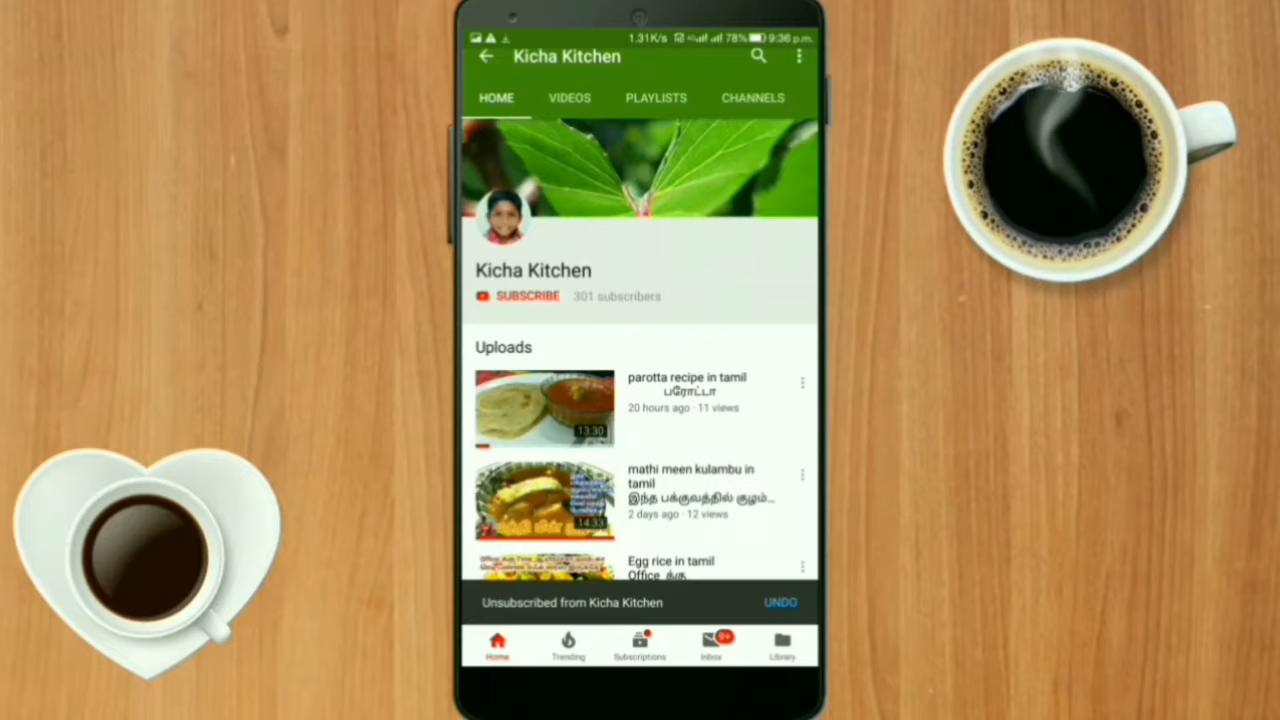 1.31K/s 4G 78% 9:36 p.m.
Kicha Kitchen
HOME VIDEOS PLAYLISTS CHANNELS
Kicha Kitchen
SUBSCRIBE 301 subscribers
Uploads
parotta recipe in tamil
பரோட்டா
20 hours ago · 11 views
13:30
mathi meen kulambu in
tamil
இந்த பக்குவத்தில் குழம்...
2 days ago · 12 views
14:33
Egg rice in tamil
Office க்கு
Unsubscribed from Kicha Kitchen UNDO
9+
Home Trending Subscriptions Inbox Library